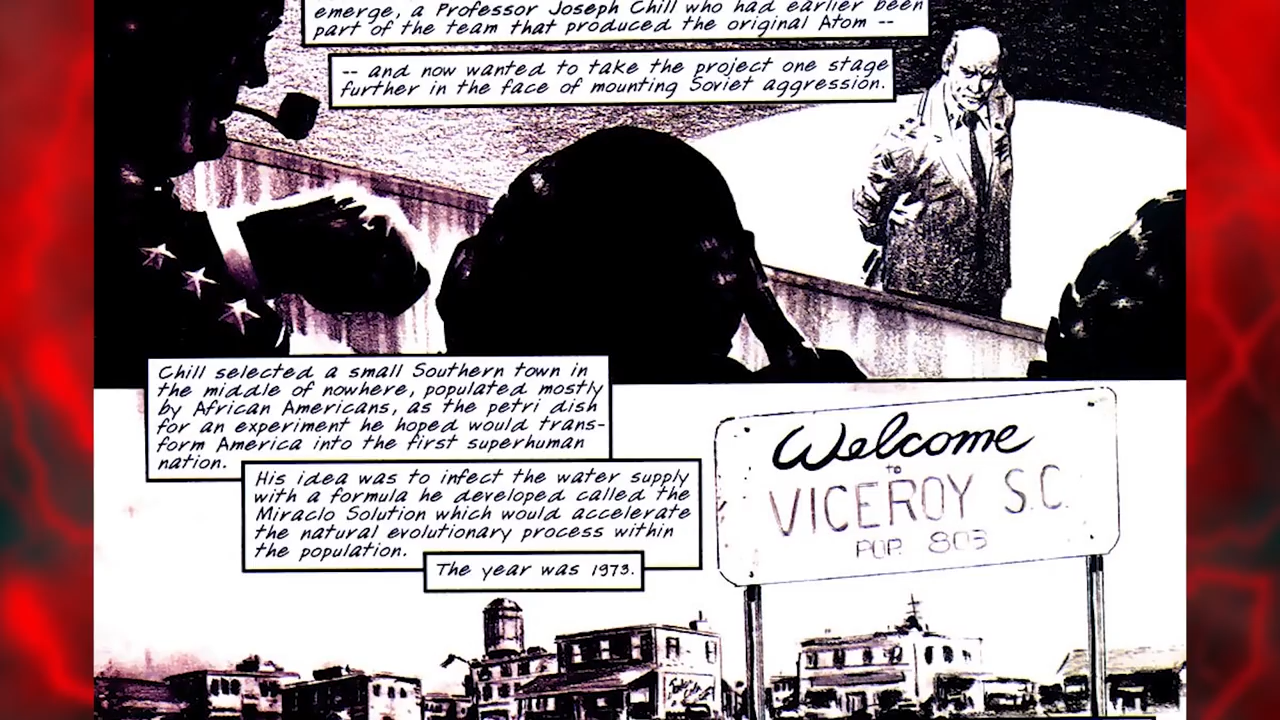 emerge, a Professor Joseph Chill who had earlier been
part of the team that produced the original Atom --
-- and now wanted to take the project one stage
further in the face of mounting Soviet aggression.
Chill selected a small Southern town in
the middle of nowhere, populated mostly
by African Americans, as the petri dish
for an experiment he hoped would trans-
form America into the first superhuman
nation.
His idea was to infect the water supply
with a formula he developed called the
Miraclo Solution which would accelerate
the natural evolutionary process within
the population.
The year was 1973.
Welcome
to
VICEROY S.C.
POP. 803